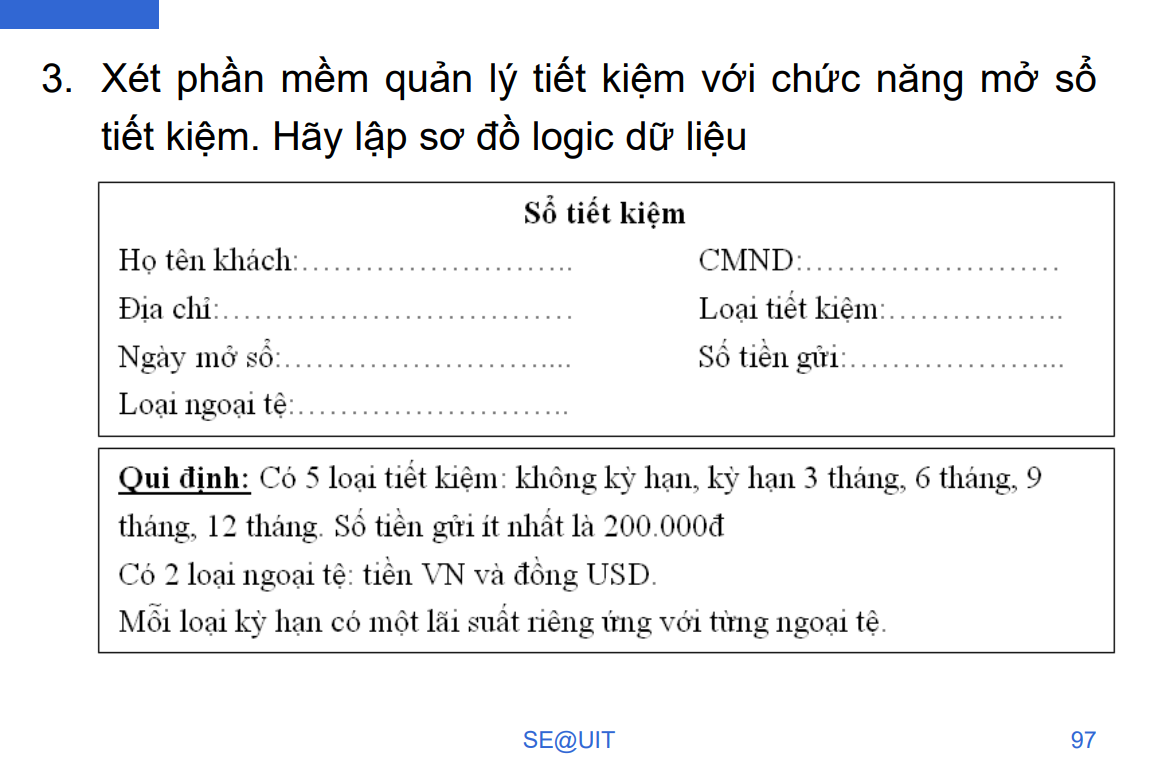 3. Xét phần mềm quản lý tiết kiệm với chức năng mở sổ
tiết kiệm. Hãy lập sơ đồ logic dữ liệu
Sổ tiết kiệm
Họ tên khách:............................ CMND:..........................
Địa chỉ:.................................... Loại tiết kiệm:...................
Ngày mở sổ:.............................. Số tiền gửi:.......................
Loại ngoại tệ:............................
Qui định: Có 5 loại tiết kiệm: không kỳ hạn, kỳ hạn 3 tháng, 6 tháng, 9
tháng, 12 tháng. Số tiền gửi ít nhất là 200.000đ
Có 2 loại ngoại tệ: tiền VN và đồng USD.
Mỗi loại kỳ hạn có một lãi suất riêng ứng với từng ngoại tệ.
SE@UIT 97